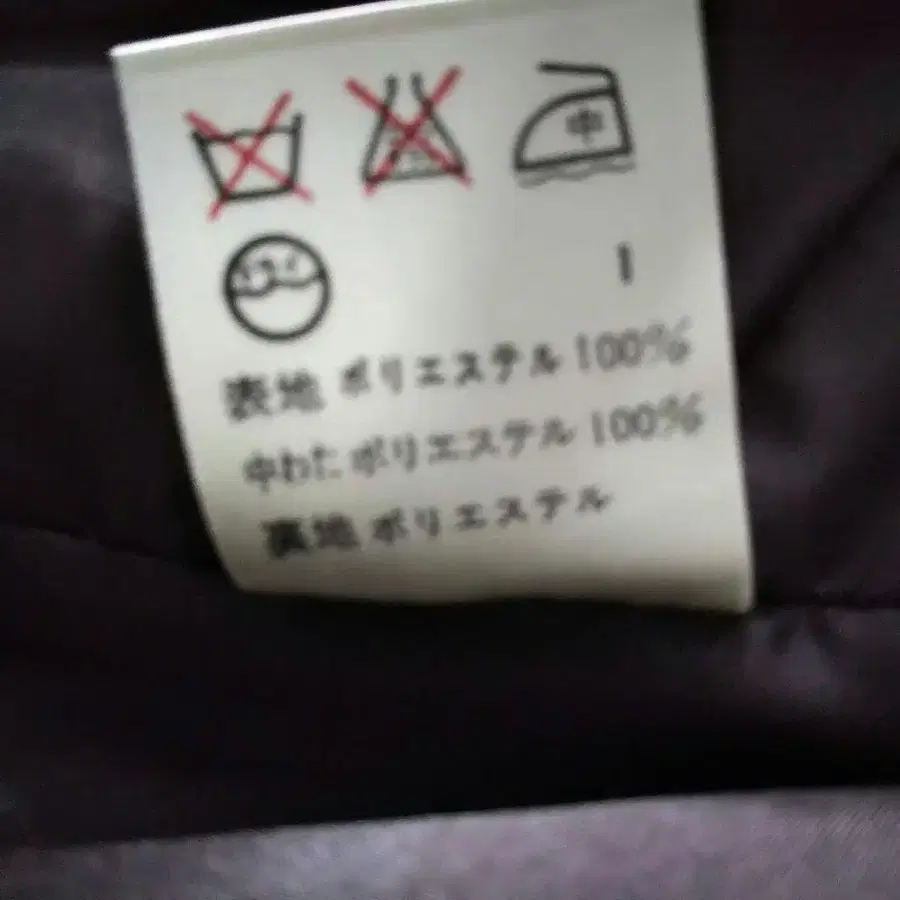 中
1
表地 ポリエステル 100%
中わた ポリエステル 100%
裏地 ポリエステル